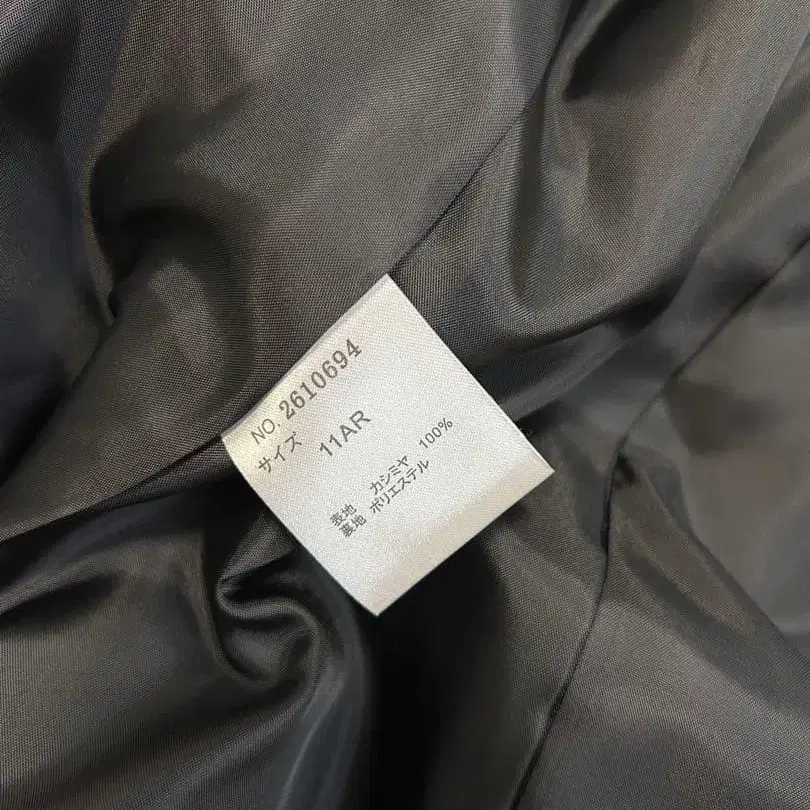 NO. 2610694
サイズ 11AR
表地 カシミヤ 100%
裏地 ポリエステル